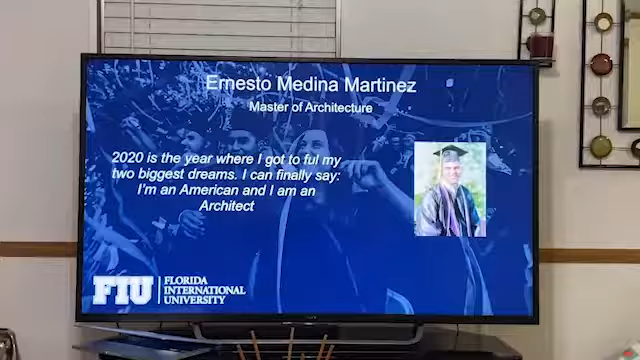 Ernesto Medina Martinez
Master of Architecture
2020 is the year where I got to ful my
two biggest dreams. I can finally say:
I'm an American and I am an
Architect
FIU
FLORIDA
INTERNATIONAL
UNIVERSITY